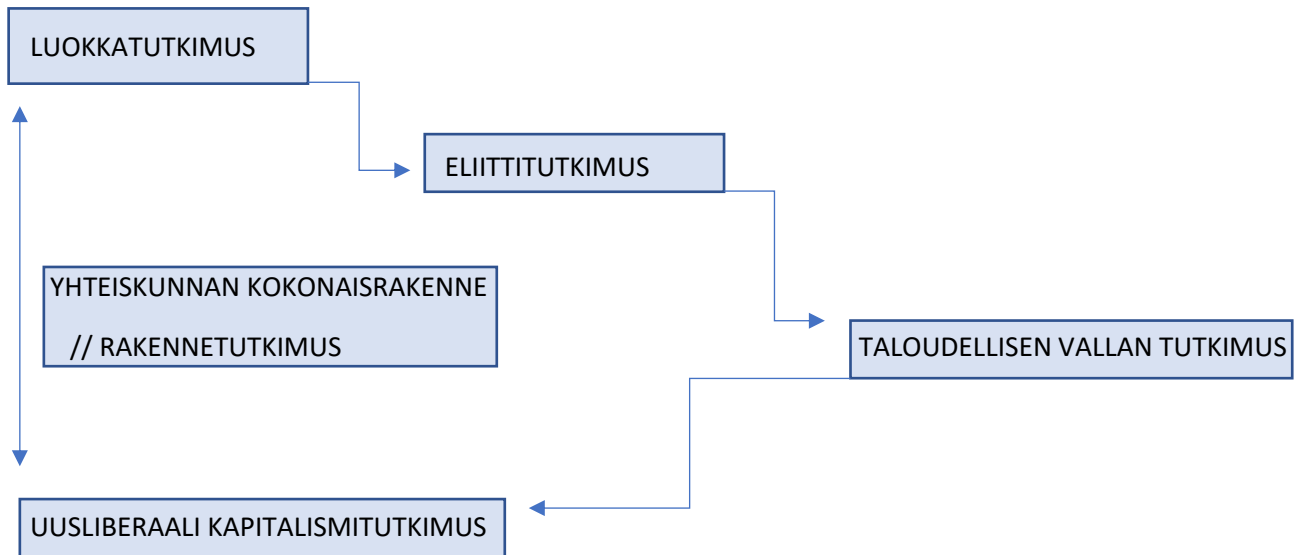 LUOKKATUTKIMUS
ELIITTITUTKIMUS
YHTEISKUNNAN KOKONAISRAKENNE
// RAKENNETUTKIMUS
TALOUDELLISEN VALLAN TUTKIMUS
UUSLIBERAALI KAPITALISMITUTKIMUS